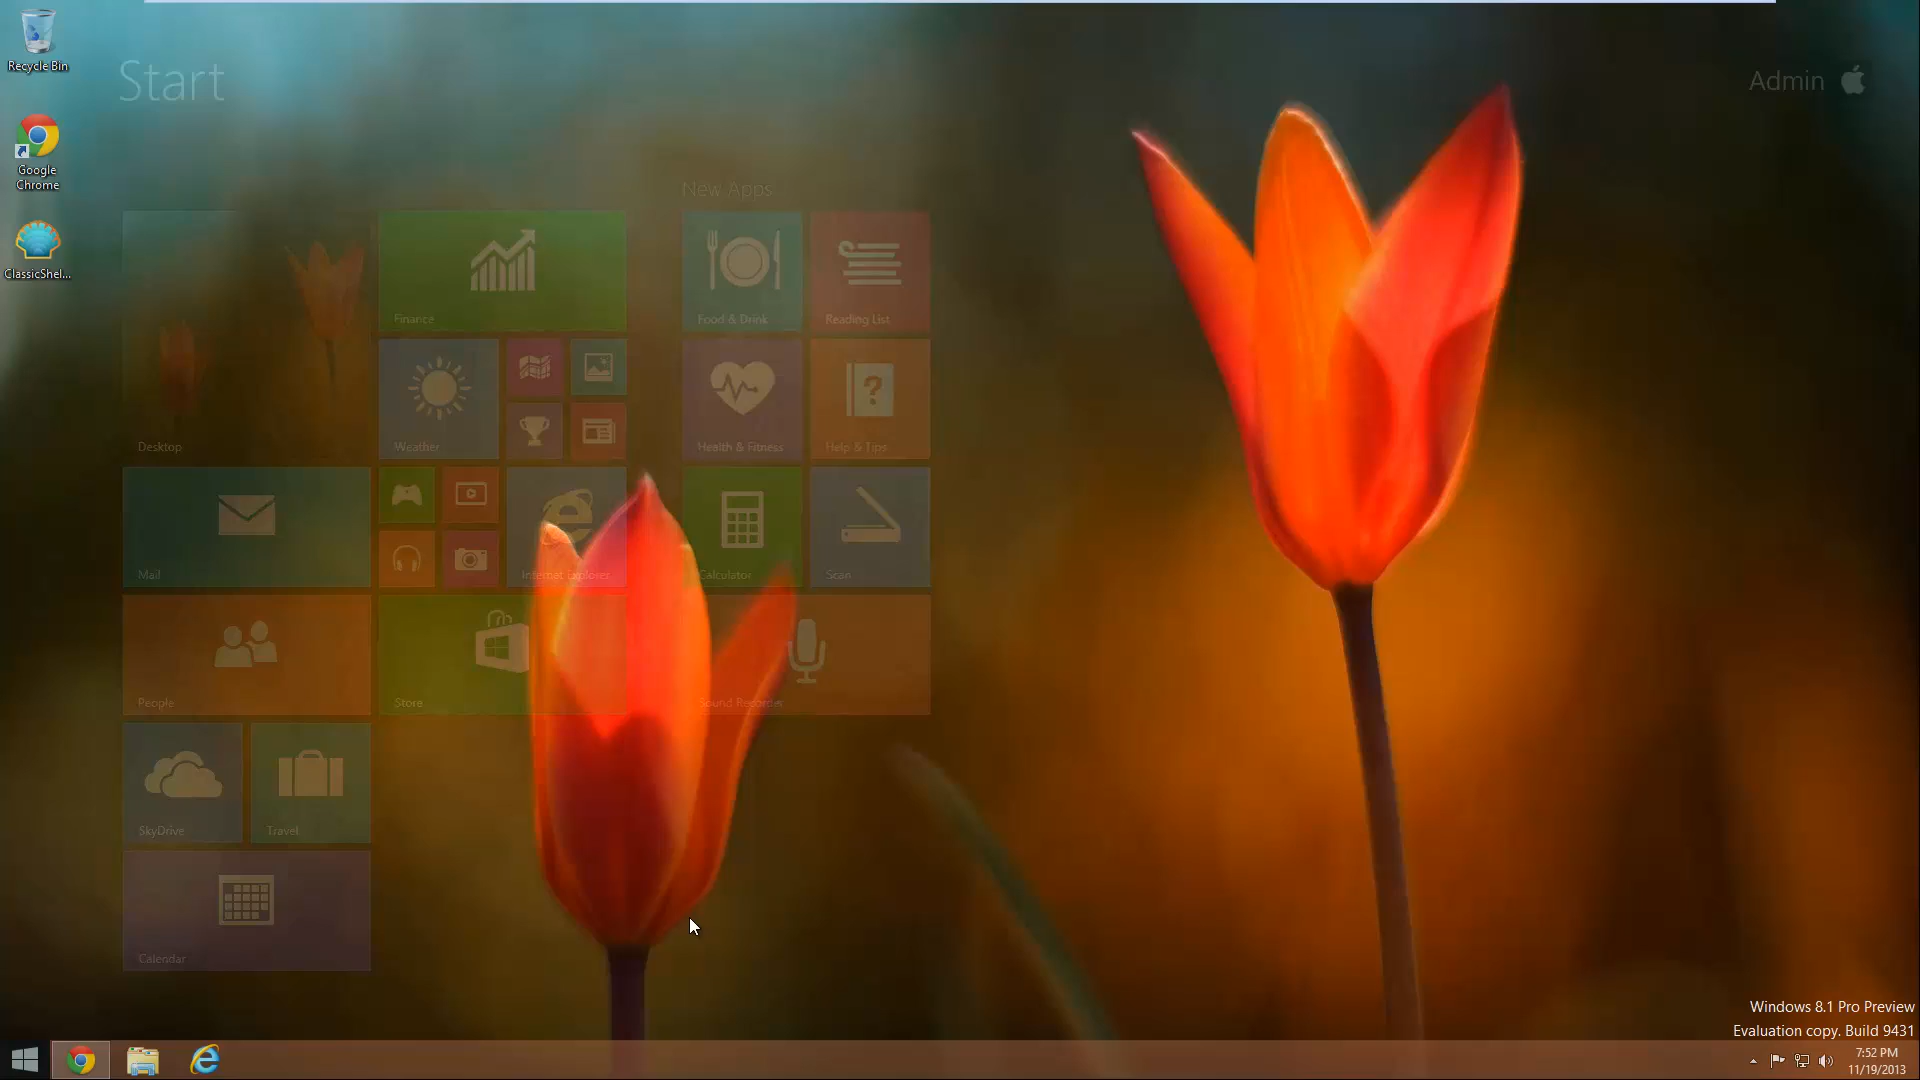 Recycle Bin
Start
Admin
Google
Chrome
New Apps
ClassicShel...
Finance
Food & Drink
Reading List
Desktop
Weather
Health & Fitness
Help & Tips
Mail
Internet Explorer
Calculator
Scan
People
Store
Sound Recorder
SkyDrive
Travel
Calendar
Windows 8.1 Pro Preview
Evaluation copy. Build 9431
7:52 PM
11/19/2013